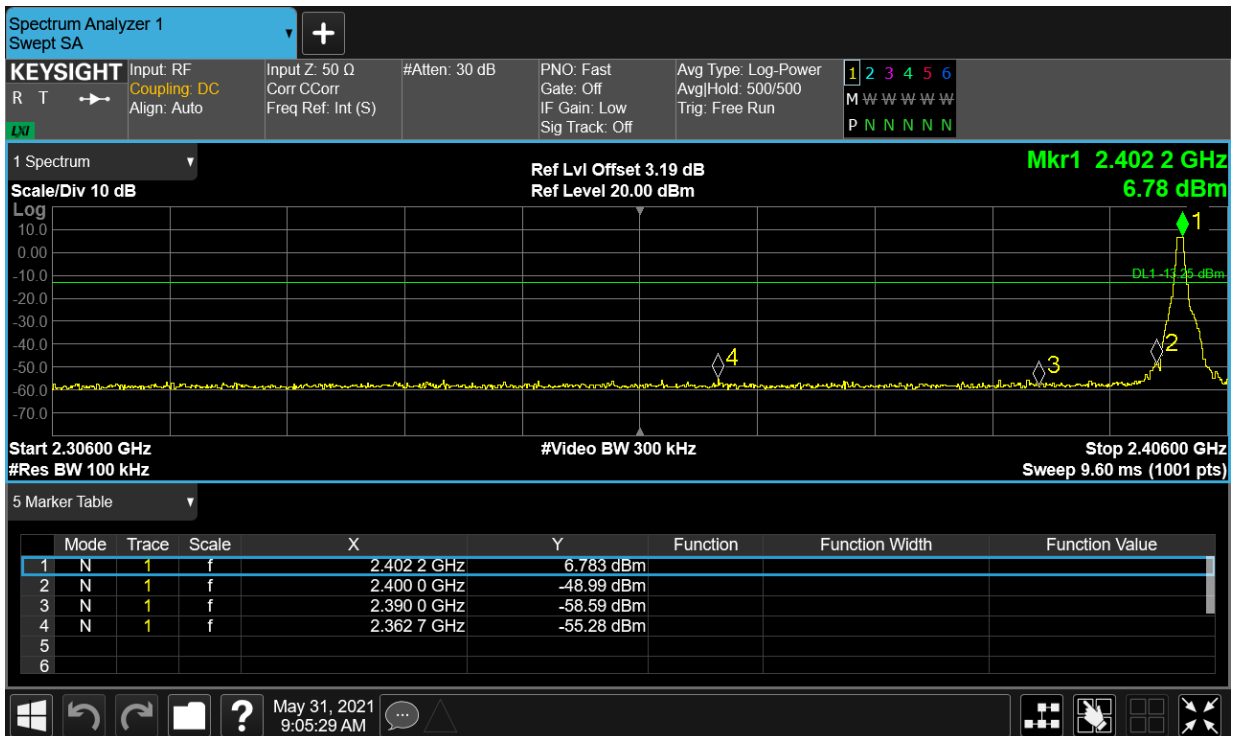 Spectrum Analyzer 1
Swept SA
KEYSIGHT Input: RF Input Z: 50 Ω #Atten: 30 dB PNO: Fast Avg Type: Log-Power 1 2 3 4 5 6
R T Coupling: DC Corr CCorr Gate: Off Avg|Hold: 500/500 M W W W W W
Align: Auto Freq Ref: Int (S) IF Gain: Low Trig: Free Run
LXI Sig Track: Off P N N N N N
1 Spectrum Ref Lvl Offset 3.19 dB Mkr1 2.402 2 GHz
Scale/Div 10 dB Ref Level 20.00 dBm 6.78 dBm
Log
1
10.0
0.00
-10.0 DL1 -13.25 dBm
-20.0
-30.0
-40.0
2
4
3
-50.0
-60.0
-70.0
Start 2.30600 GHz #Video BW 300 kHz Stop 2.40600 GHz
#Res BW 100 kHz Sweep 9.60 ms (1001 pts)
5 Marker Table
Mode Trace Scale X Y Function Function Width Function Value
1 N 1 f 2.402 2 GHz 6.783 dBm
2 N 1 f 2.400 0 GHz -48.99 dBm
3 N 1 f 2.390 0 GHz -58.59 dBm
4 N 1 f 2.362 7 GHz -55.28 dBm
5
6
? May 31, 2021
9:05:29 AM